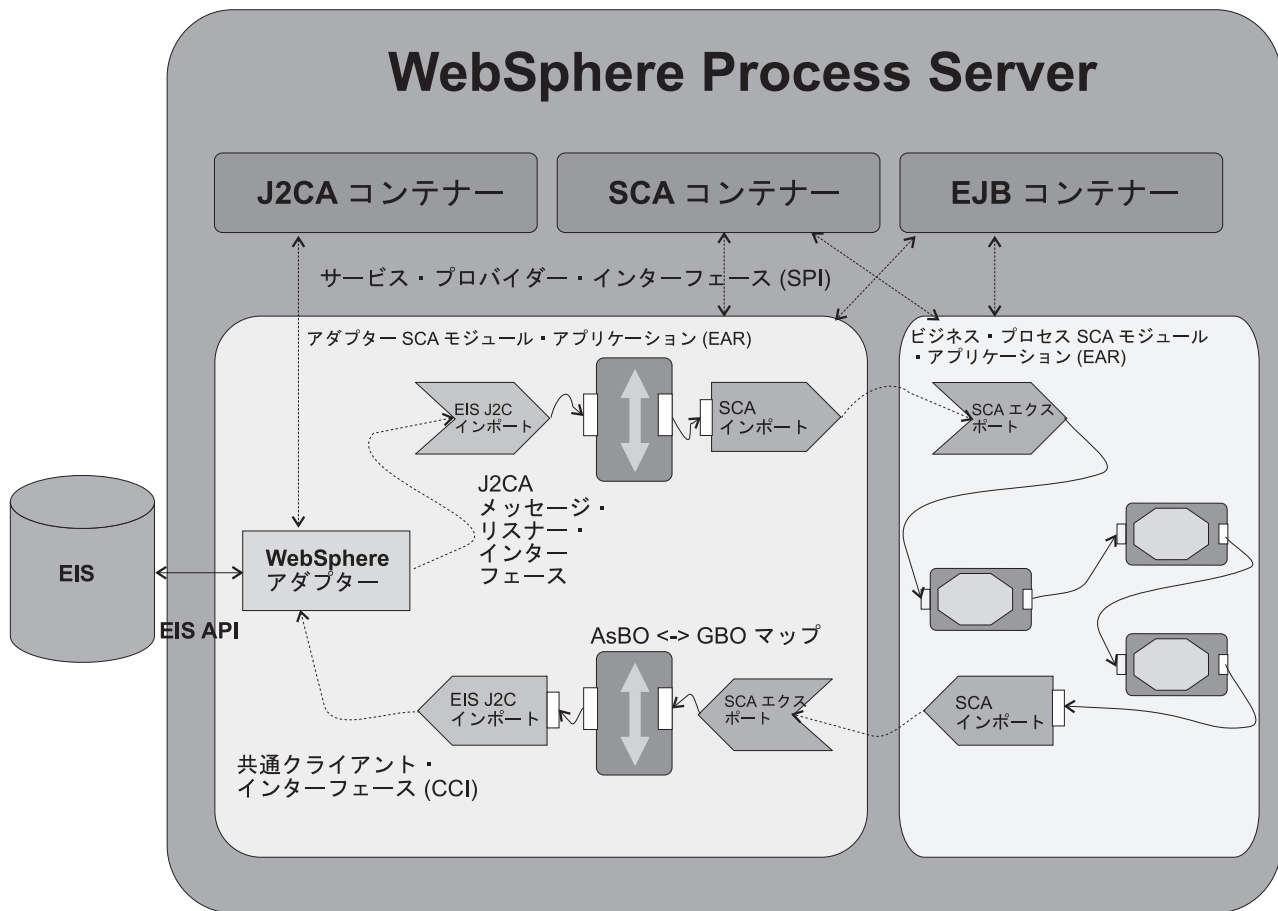 WebSphere Process Server
J2CA コンテナー
SCA コンテナー
EJB コンテナー
サービス・プロバイダー・インターフェース (SPI)
アダプター SCA モジュール・アプリケーション (EAR)
ビジネス・プロセス SCA モジュール
・アプリケーション (EAR)
EIS J2C
インポート
SCA
インポート
SCA エクス
ポート
J2CA
メッセージ・
リスナー・
インター
フェース
EIS
WebSphere
アダプター
EIS API
AsBO <-> GBO マップ
EIS J2C
インポート
SCA エクス
ポート
SCA
インポート
共通クライアント・
インターフェース (CCI)